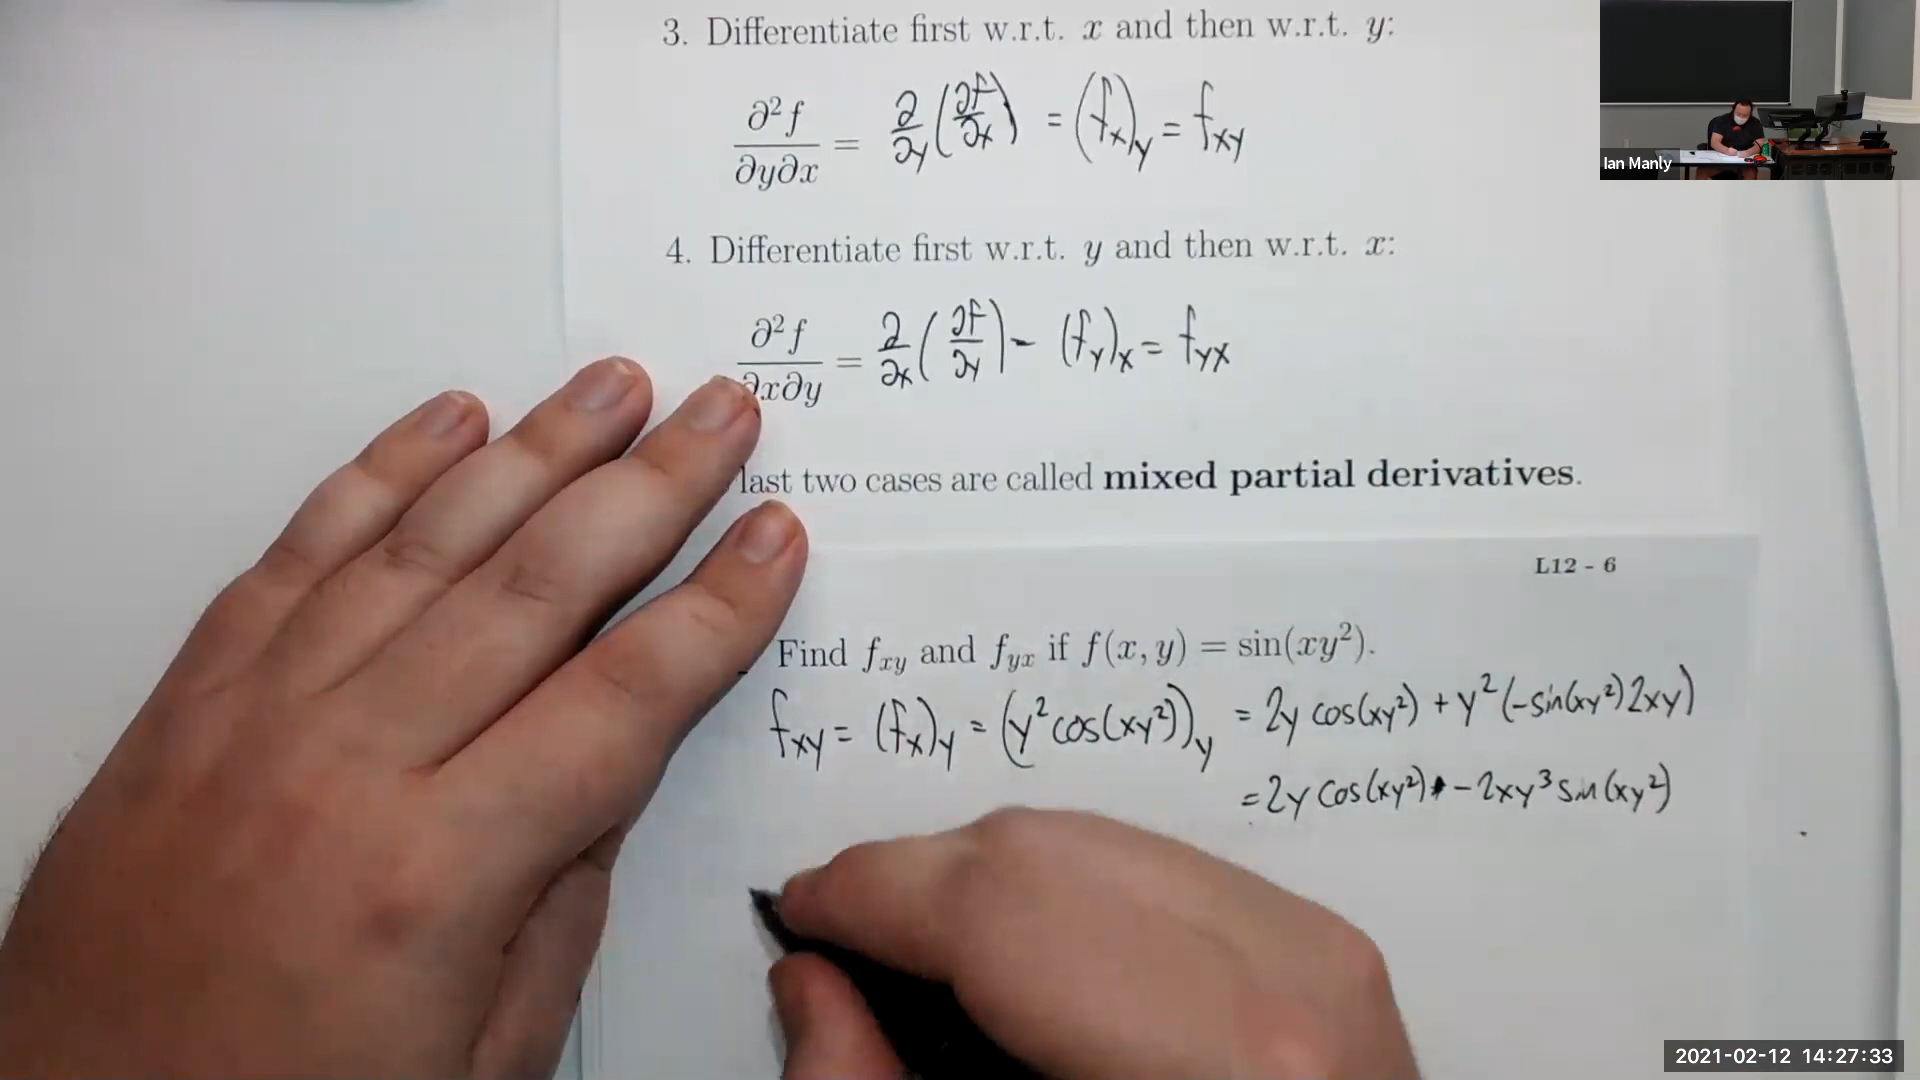 3. Differentiate first w.r.t. x and then w.r.t. y:
∂²f/∂y∂x = ∂/∂y(∂f/∂x) = (fx)y = fxy
Ian Manly
4. Differentiate first w.r.t. y and then w.r.t. x:
∂²f/∂x∂y = ∂/∂x(∂f/∂y) - (fy)x = fyx
last two cases are called mixed partial derivatives.
L12 - 6
Find fxy and fyx if f(x, y) = sin(xy²).
fxy = (fx)y = (y² cos(xy²))y = 2y cos(xy²) + y²(-sin(xy²)2xy)
= 2y cos(xy²) - 2xy³ sin(xy²)
2021-02-12 14:27:33